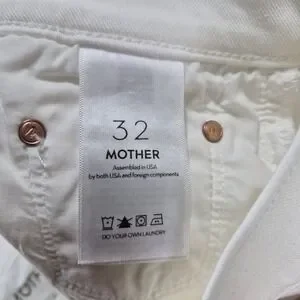 32
MOTHER
Assembled in USA
by both USA and foreign components
DO YOUR OWN LAUNDRY